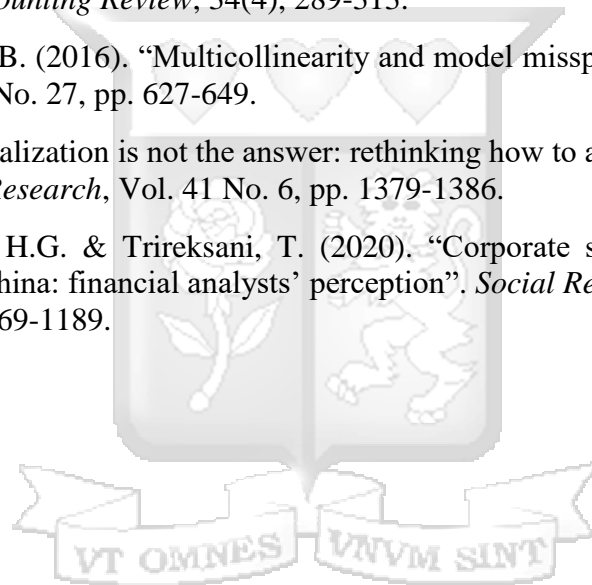 ounting Review, 34(4), 289-315.
B. (2016). “Multicollinearity and model missp
No. 27, pp. 627-649.
alization is not the answer: rethinking how to a
esearch, Vol. 41 No. 6, pp. 1379-1386.
H.G. & Trireksani, T. (2020). “Corporate s
hina: financial analysts’ perception”. Social Re
69-1189.
VT OMNES VNVM SINT